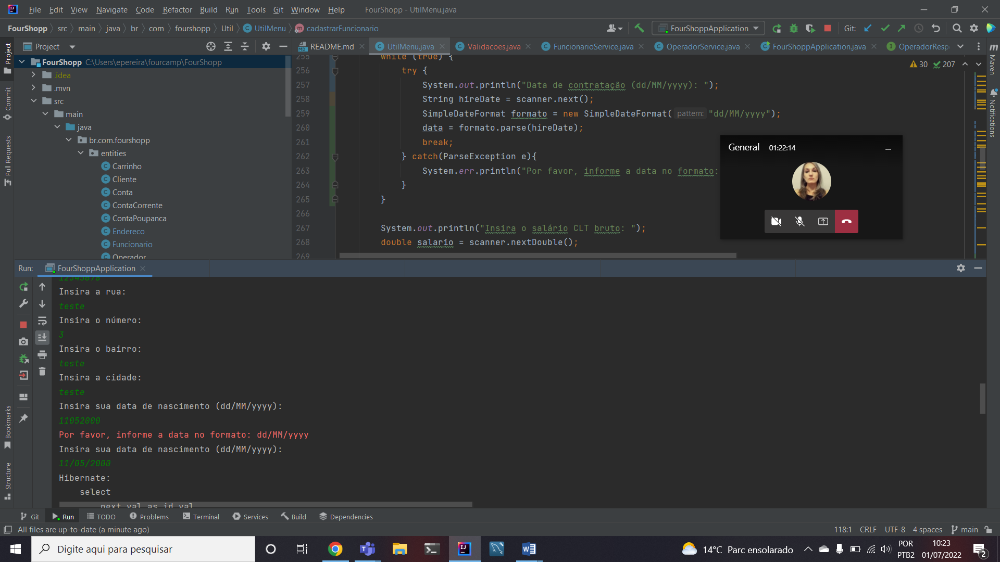 File Edit View Navigate Code Refactor Build Run Tools Git Window Help FourShopp - UtilMenu.java
FourShopp src main java br com fourshopp Util UtilMenu cadastrarFuncionario FourShoppApplication Git:
Project README.md UtilMenu.java Validacoes.java FuncionarioService.java OperadorService.java FourShoppApplication.java OperadorResp
FourShopp C:\Users\epereira\fourcamp\FourShopp
.idea
.mvn
src
main
java
br.com.fourshopp
entities
Carrinho
Cliente
Conta
ContaCorrente
ContaPoupanca
Endereco
Funcionario
Operador
Project
Commit
Pull Requests
Bookmarks
Structure
Maven
Notifications
30 207
255 while (true) {
256 try {
257 System.out.println("Data de contratação (dd/MM/yyyy): ");
258 String hireDate = scanner.next();
259 SimpleDateFormat formato = new SimpleDateFormat( pattern: "dd/MM/yyyy");
260 data = formato.parse(hireDate);
261 break;
262 } catch(ParseException e){
263 System.err.println("Por favor, informe a data no formato:
264 }
265 }
266
267 System.out.println("Insira o salário CLT bruto: ");
268 double salario = scanner.nextDouble();
269
General 01:22:14
Run: FourShoppApplication
12345678
Insira a rua:
teste
Insira o número:
3
Insira o bairro:
teste
Insira a cidade:
teste
Insira sua data de nascimento (dd/MM/yyyy):
11052000
Por favor, informe a data no formato: dd/MM/yyyy
Insira sua data de nascimento (dd/MM/yyyy):
11/05/2000
Hibernate:
select
next_val as id_val
Git Run TODO Problems Terminal Services Build Dependencies
All files are up-to-date (a minute ago) 118:1 CRLF UTF-8 4 spaces main
Digite aqui para pesquisar 14°C Parc ensolarado POR 10:23
PTB2 01/07/2022 2